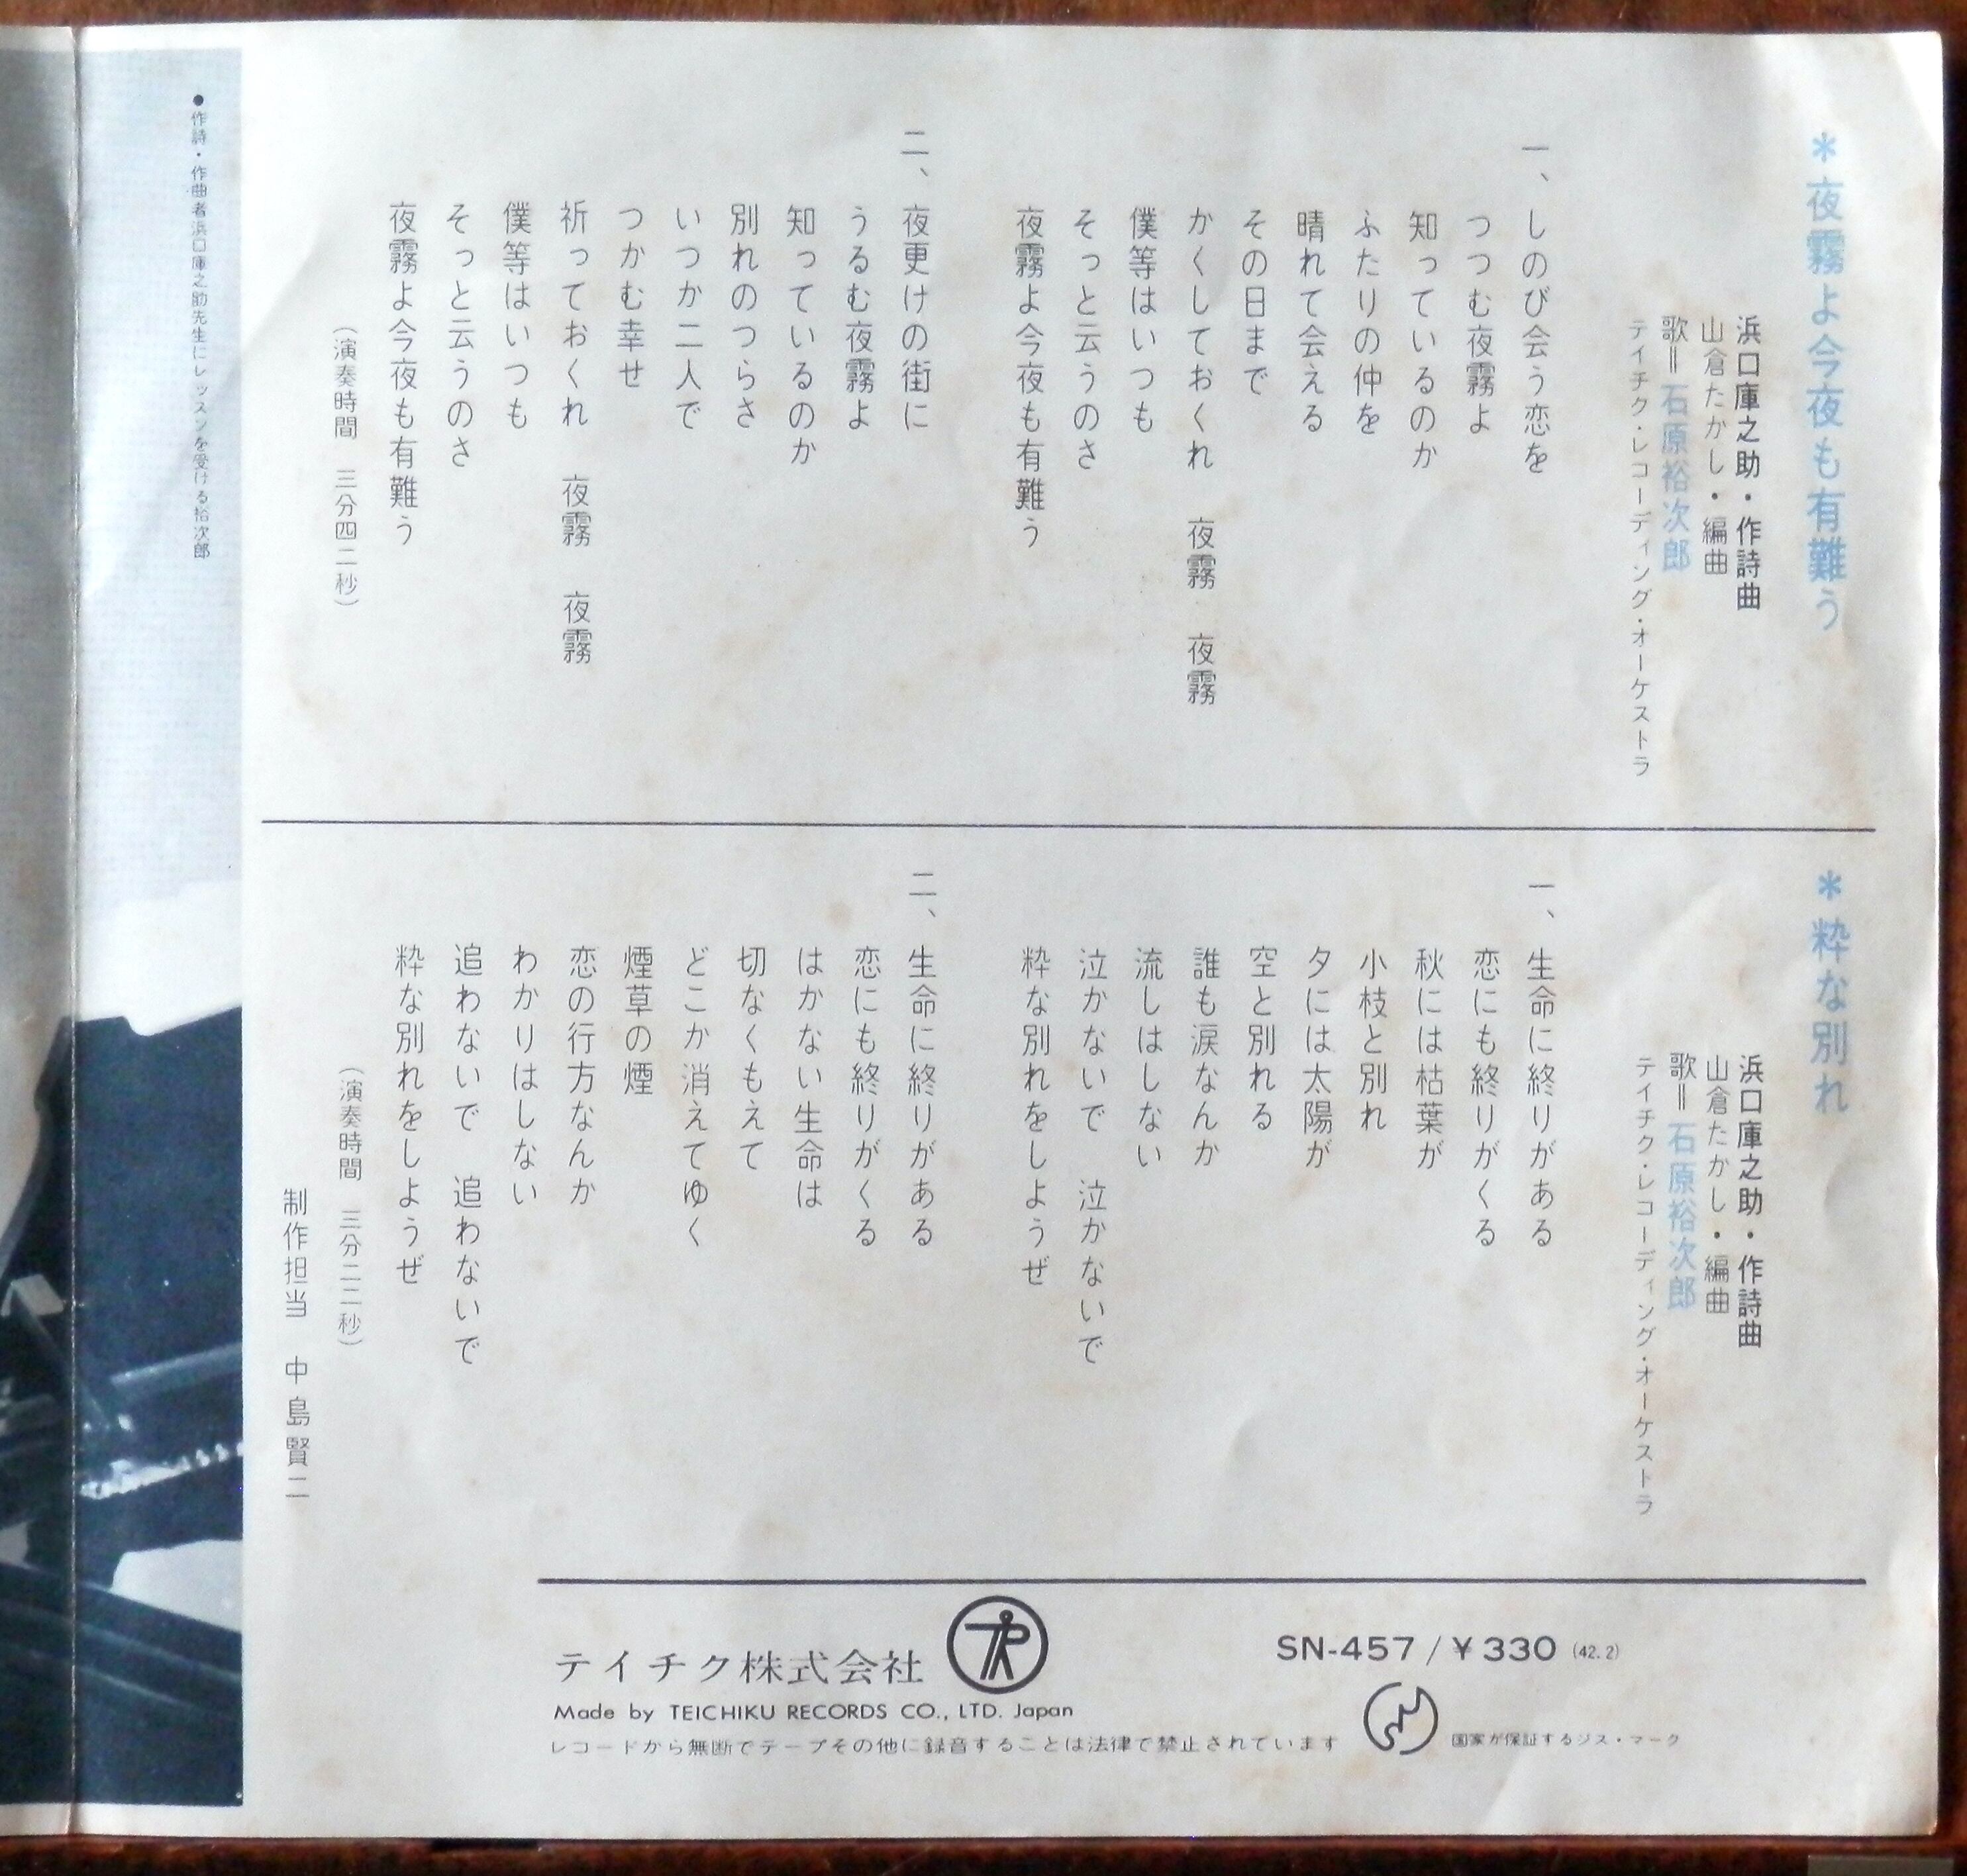 ＊夜霧よ今夜も有難う
浜口庫之助・作詩曲
山倉たかし・編曲
歌＝石原裕次郎
テイチク・レコーディング・オーケストラ
一、しのび会う恋を
つつむ夜霧よ
知っているのか
ふたりの仲を
晴れて会える
その日まで
かくしておくれ　夜霧　夜霧
僕等はいつも
そっと云うのさ
夜霧よ今夜も有難う
二、夜更けの街に
うるむ夜霧よ
知っているのか
別れのつらさ
いつか二人で
つかむ幸せ
祈っておくれ　夜霧　夜霧
僕等はいつも
そっと云うのさ
夜霧よ今夜も有難う
（演奏時間　三分四二秒）
●作詩・作曲者浜口庫之助先生にレッスンを受ける裕次郎
＊粋な別れ
浜口庫之助・作詩曲
山倉たかし・編曲
歌＝石原裕次郎
テイチク・レコーディング・オーケストラ
一、生命に終りがある
恋にも終りがくる
秋には枯葉が
小枝と別れ
夕には太陽が
空と別れる
誰も涙なんか
流しはしない
泣かないで　泣かないで
粋な別れをしようぜ
二、生命に終りがある
恋にも終りがくる
はかない生命は
切なくもえて
どこか消えてゆく
煙草の煙
恋の行方なんか
わかりはしない
追わないで　追わないで
粋な別れをしようぜ
（演奏時間　三分二二秒）
制作担当　中島賢二
SN-457/￥330 (42.2)
テイチク株式会社
Made by TEICHIKU RECORDS CO., LTD. Japan
レコードから無断でテープその他に録音することは法律で禁止されています
国家が保証するジス・マーク